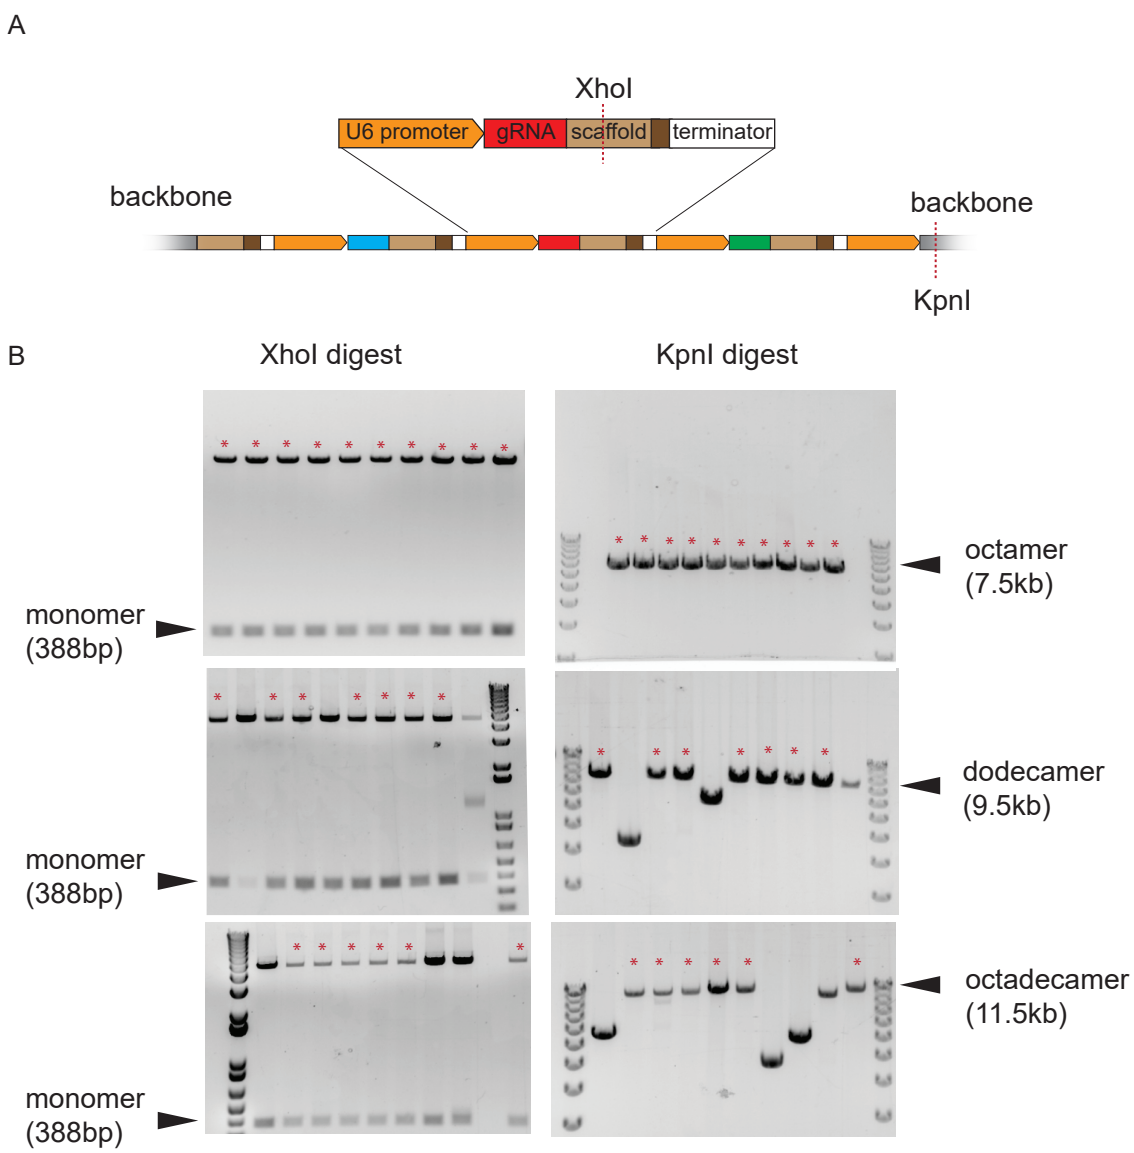 A
XhoI
U6 promoter gRNA scaffold terminator
backbone
backbone
KpnI
B
XhoI digest
KpnI digest
* * * * * * * * * *
* * * * * * * * * *
monomer
(388bp)
octamer
(7.5kb)
* * * * * * *
* * * * * * *
monomer
(388bp)
dodecamer
(9.5kb)
* * * * * *
* * * * * *
monomer
(388bp)
octadecamer
(11.5kb)